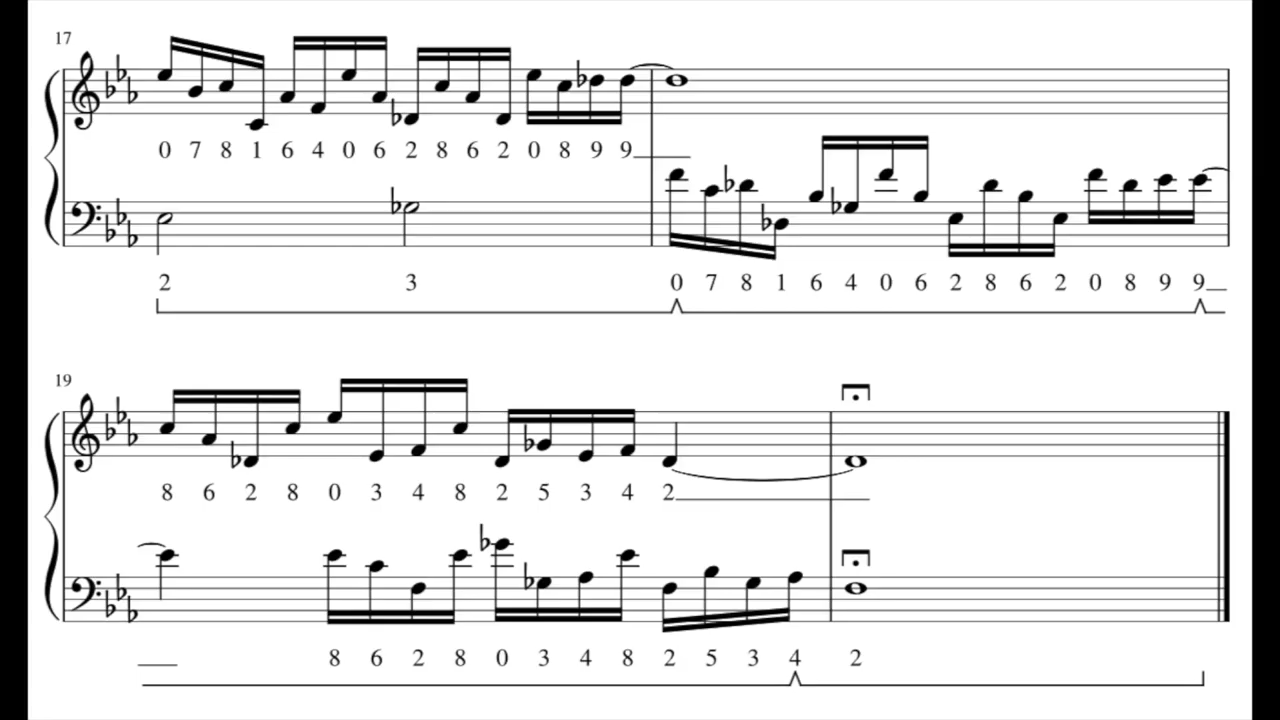 17
0 7 8 1 6 4 0 6 2 8 6 2 0 8 9 9
2 3 0 7 8 1 6 4 0 6 2 8 6 2 0 8 9 9
19
8 6 2 8 0 3 4 8 2 5 3 4 2
8 6 2 8 0 3 4 8 2 5 3 4 2